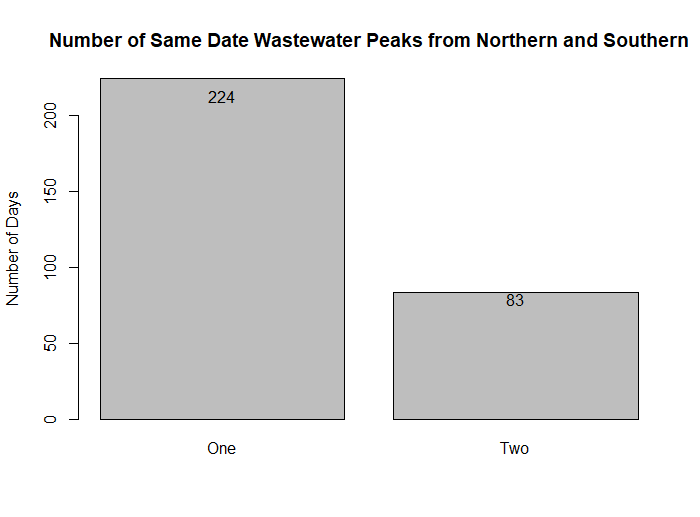 Number of Same Date Wastewater Peaks from Northern and Southern
Number of Days
200
150
100
50
0
224
83
One
Two